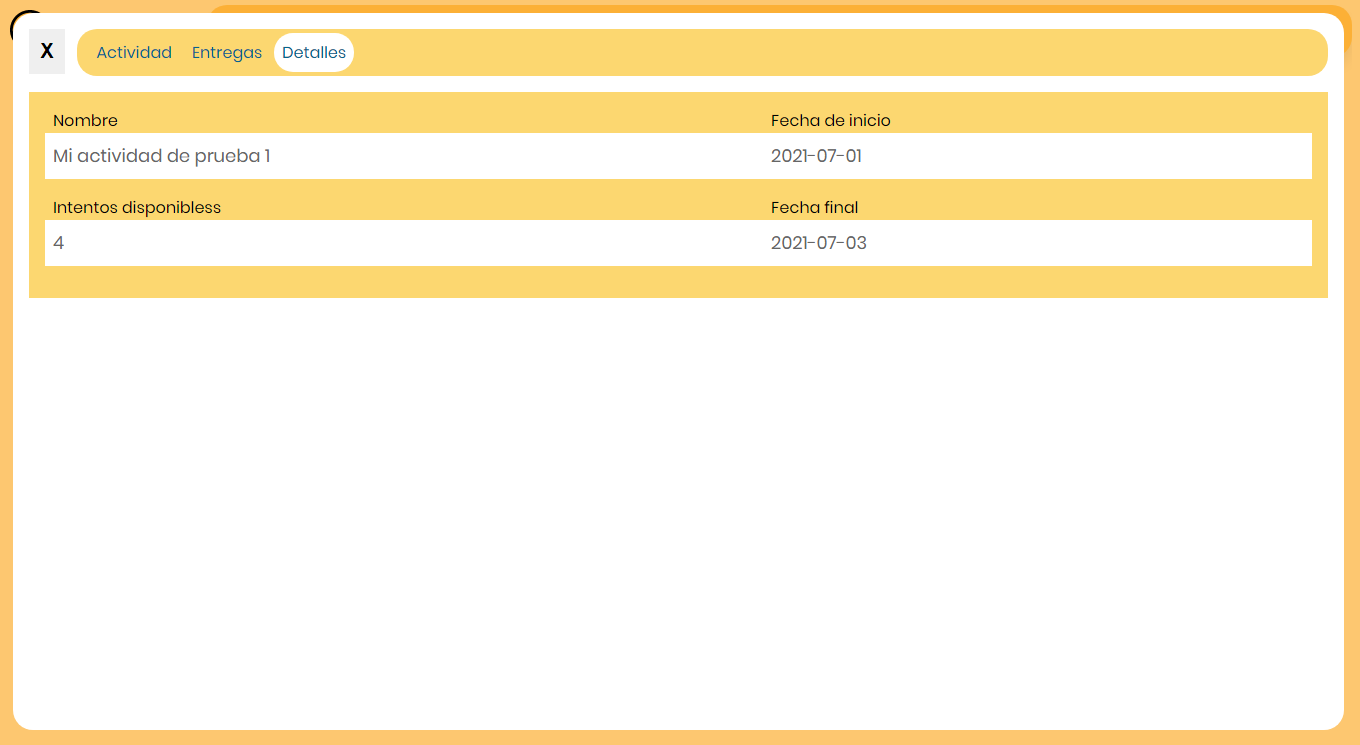 X Actividad Entregas Detalles
Nombre Fecha de inicio
Mi actividad de prueba 1 2021-07-01
Intentos disponibless Fecha final
4 2021-07-03